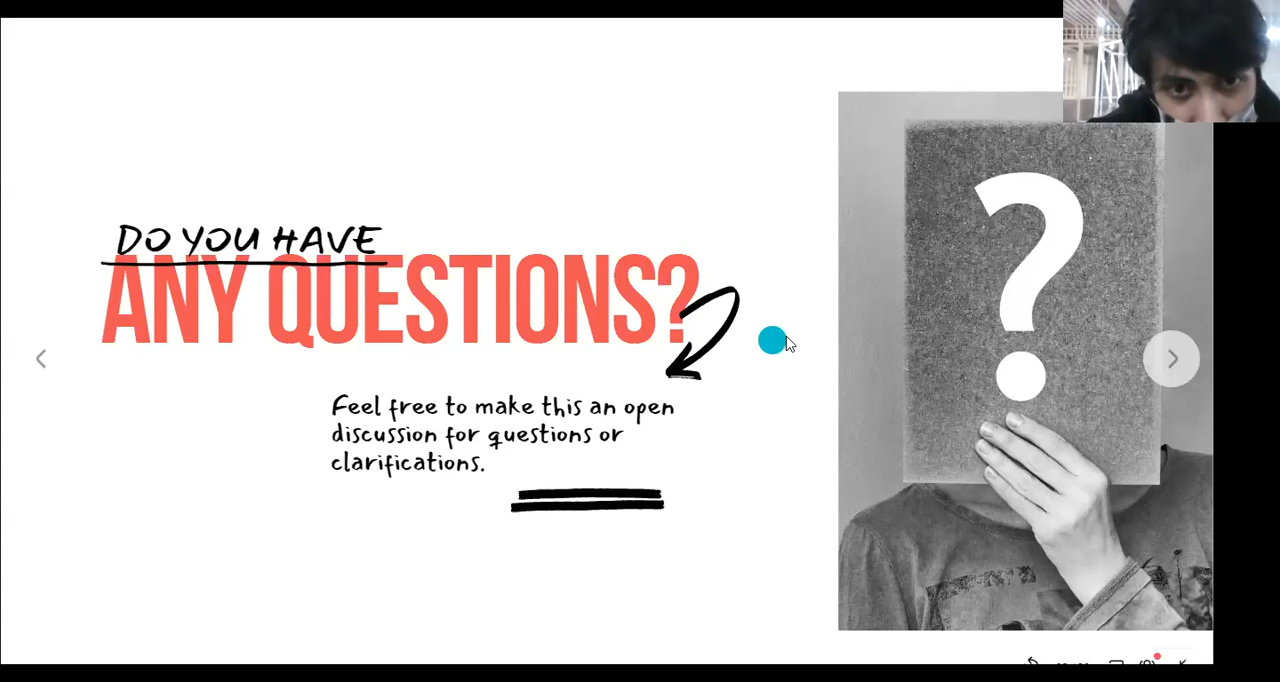 DO YOU HAVE
ANY QUESTIONS?
Feel free to make this an open
discussion for questions or
clarifications.
?